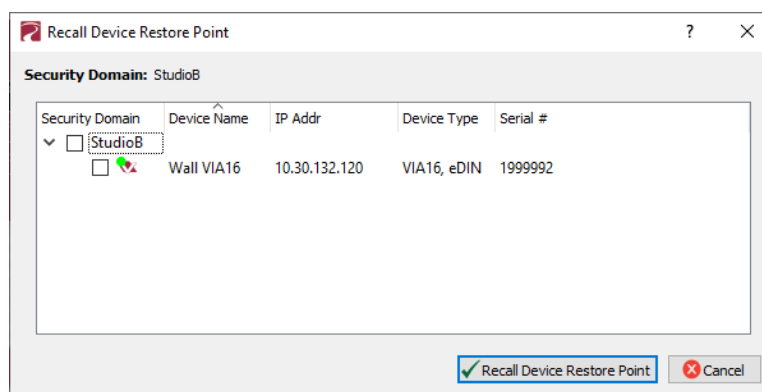 Recall Device Restore Point
?
Security Domain: StudioB
Security Domain Device Name IP Addr Device Type Serial #
StudioB
Wall VIA16 10.30.132.120 VIA16, eDIN 1999992
Recall Device Restore Point Cancel